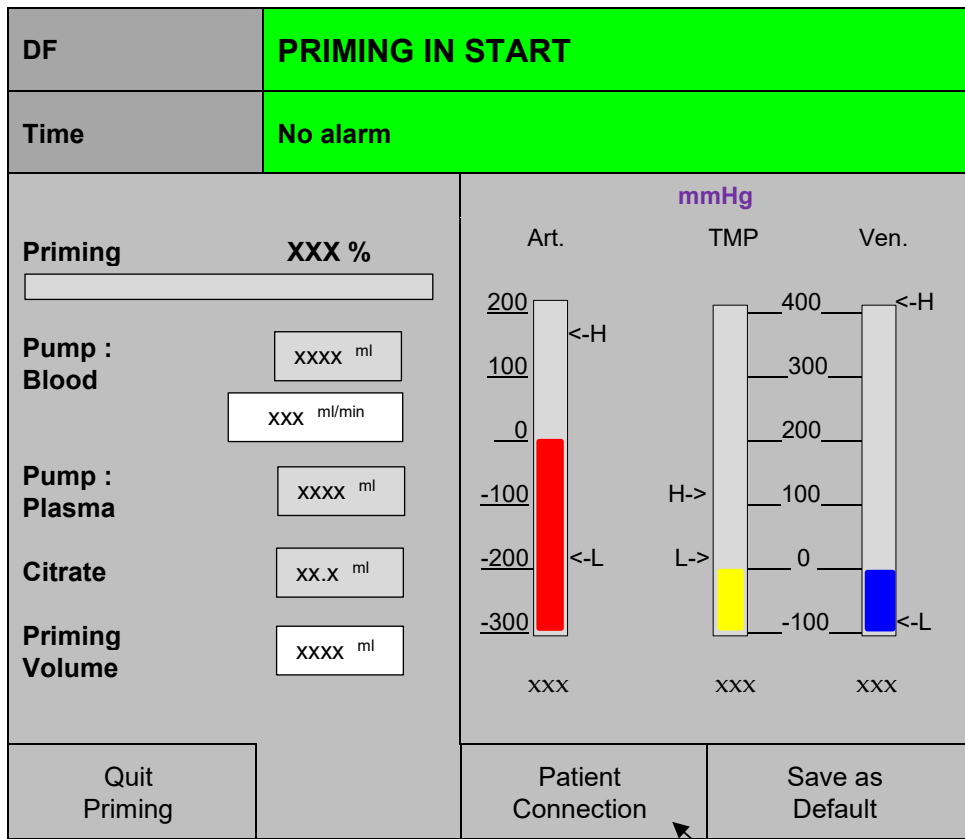 DF
PRIMING IN START
Time
No alarm
Priming XXX %
Pump :
Blood
xxxx ml
xxx ml/min
Pump :
Plasma
xxxx ml
Citrate
xx.x ml
Priming
Volume
xxxx ml
mmHg
Art.
TMP
Ven.
200
<-H
100
0
-100
-200
<-L
-300
400
<-H
300
200
H->
100
L->
0
-100
<-L
xxx
xxx
xxx
Quit
Priming
Patient
Connection
Save as
Default